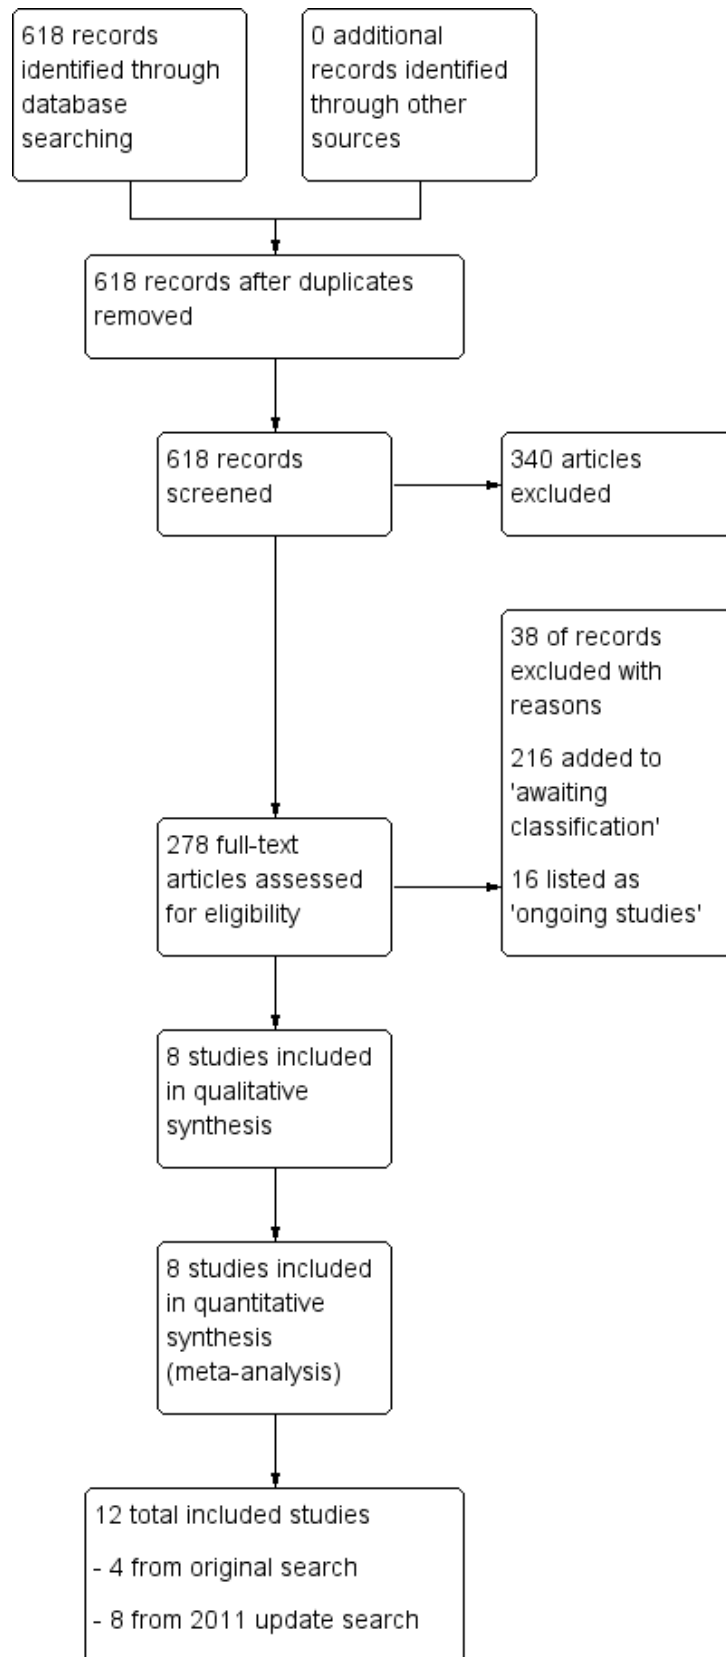 618 records
identified through
database
searching
0 additional
records identified
through other
sources
618 records after duplicates
removed
618 records
screened
340 articles
excluded
38 of records
excluded with
reasons
216 added to
'awaiting
classification'
16 listed as
'ongoing studies'
278 full-text
articles assessed
for eligibility
8 studies included
in qualitative
synthesis
8 studies included
in quantitative
synthesis
(meta-analysis)
12 total included studies
- 4 from original search
- 8 from 2011 update search